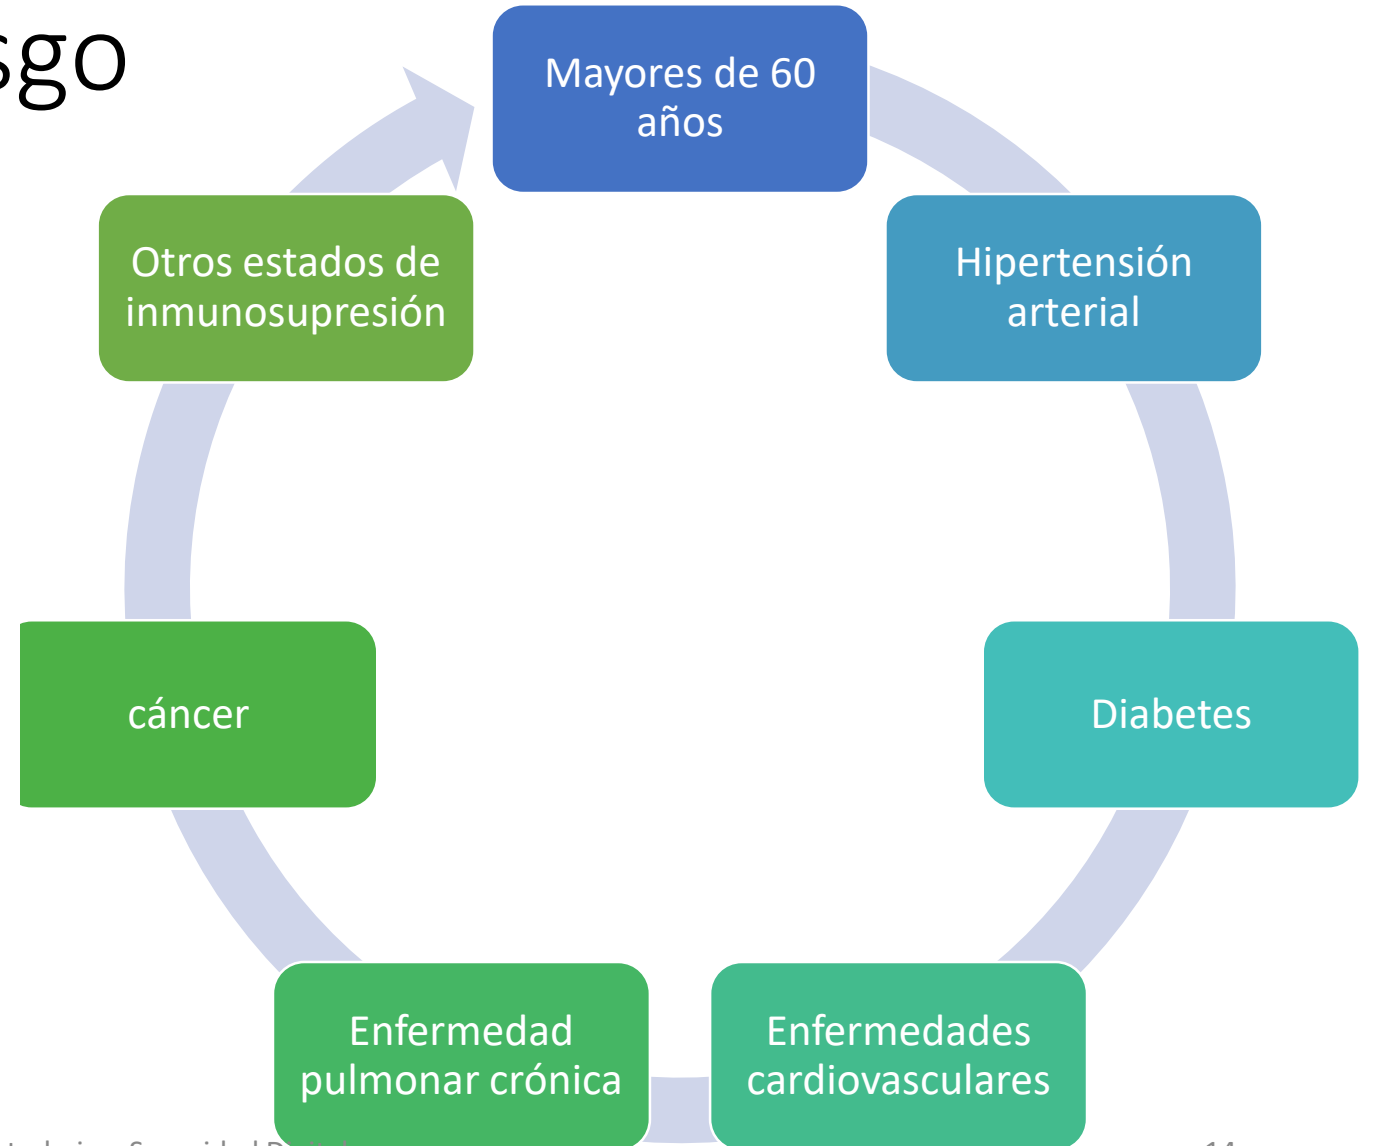 sgo
Mayores de 60
años
Hipertensión
arterial
Diabetes
Enfermedades
cardiovasculares
Enfermedad
pulmonar crónica
cáncer
Otros estados de
inmunosupresión